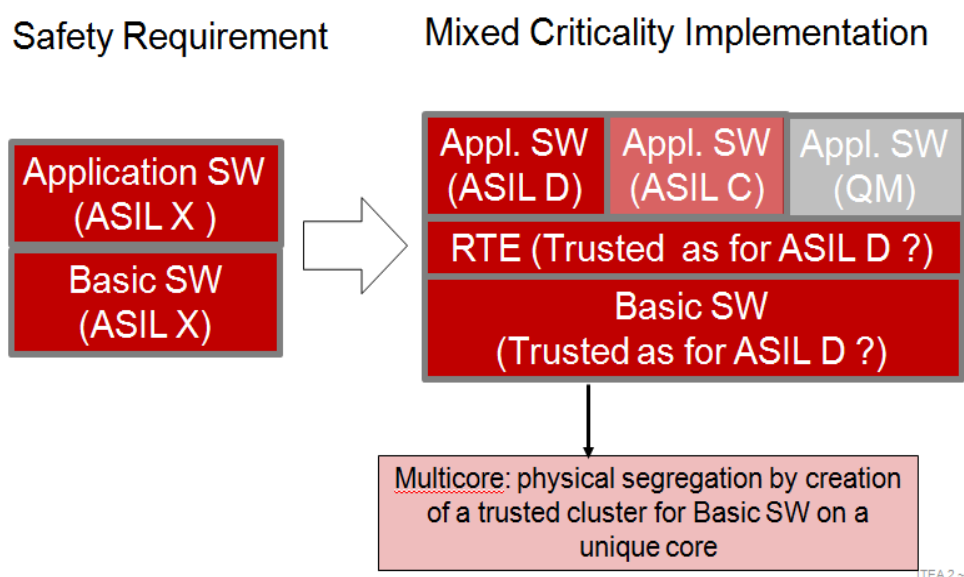 Safety Requirement
Mixed Criticality Implementation
Application SW
(ASIL X )
Basic SW
(ASIL X)
Appl. SW
(ASIL D)
Appl. SW
(ASIL C)
Appl. SW
(QM)
RTE (Trusted as for ASIL D ?)
Basic SW
(Trusted as for ASIL D ?)
Multicore: physical segregation by creation
of a trusted cluster for Basic SW on a
unique core
ITEA 2 ~